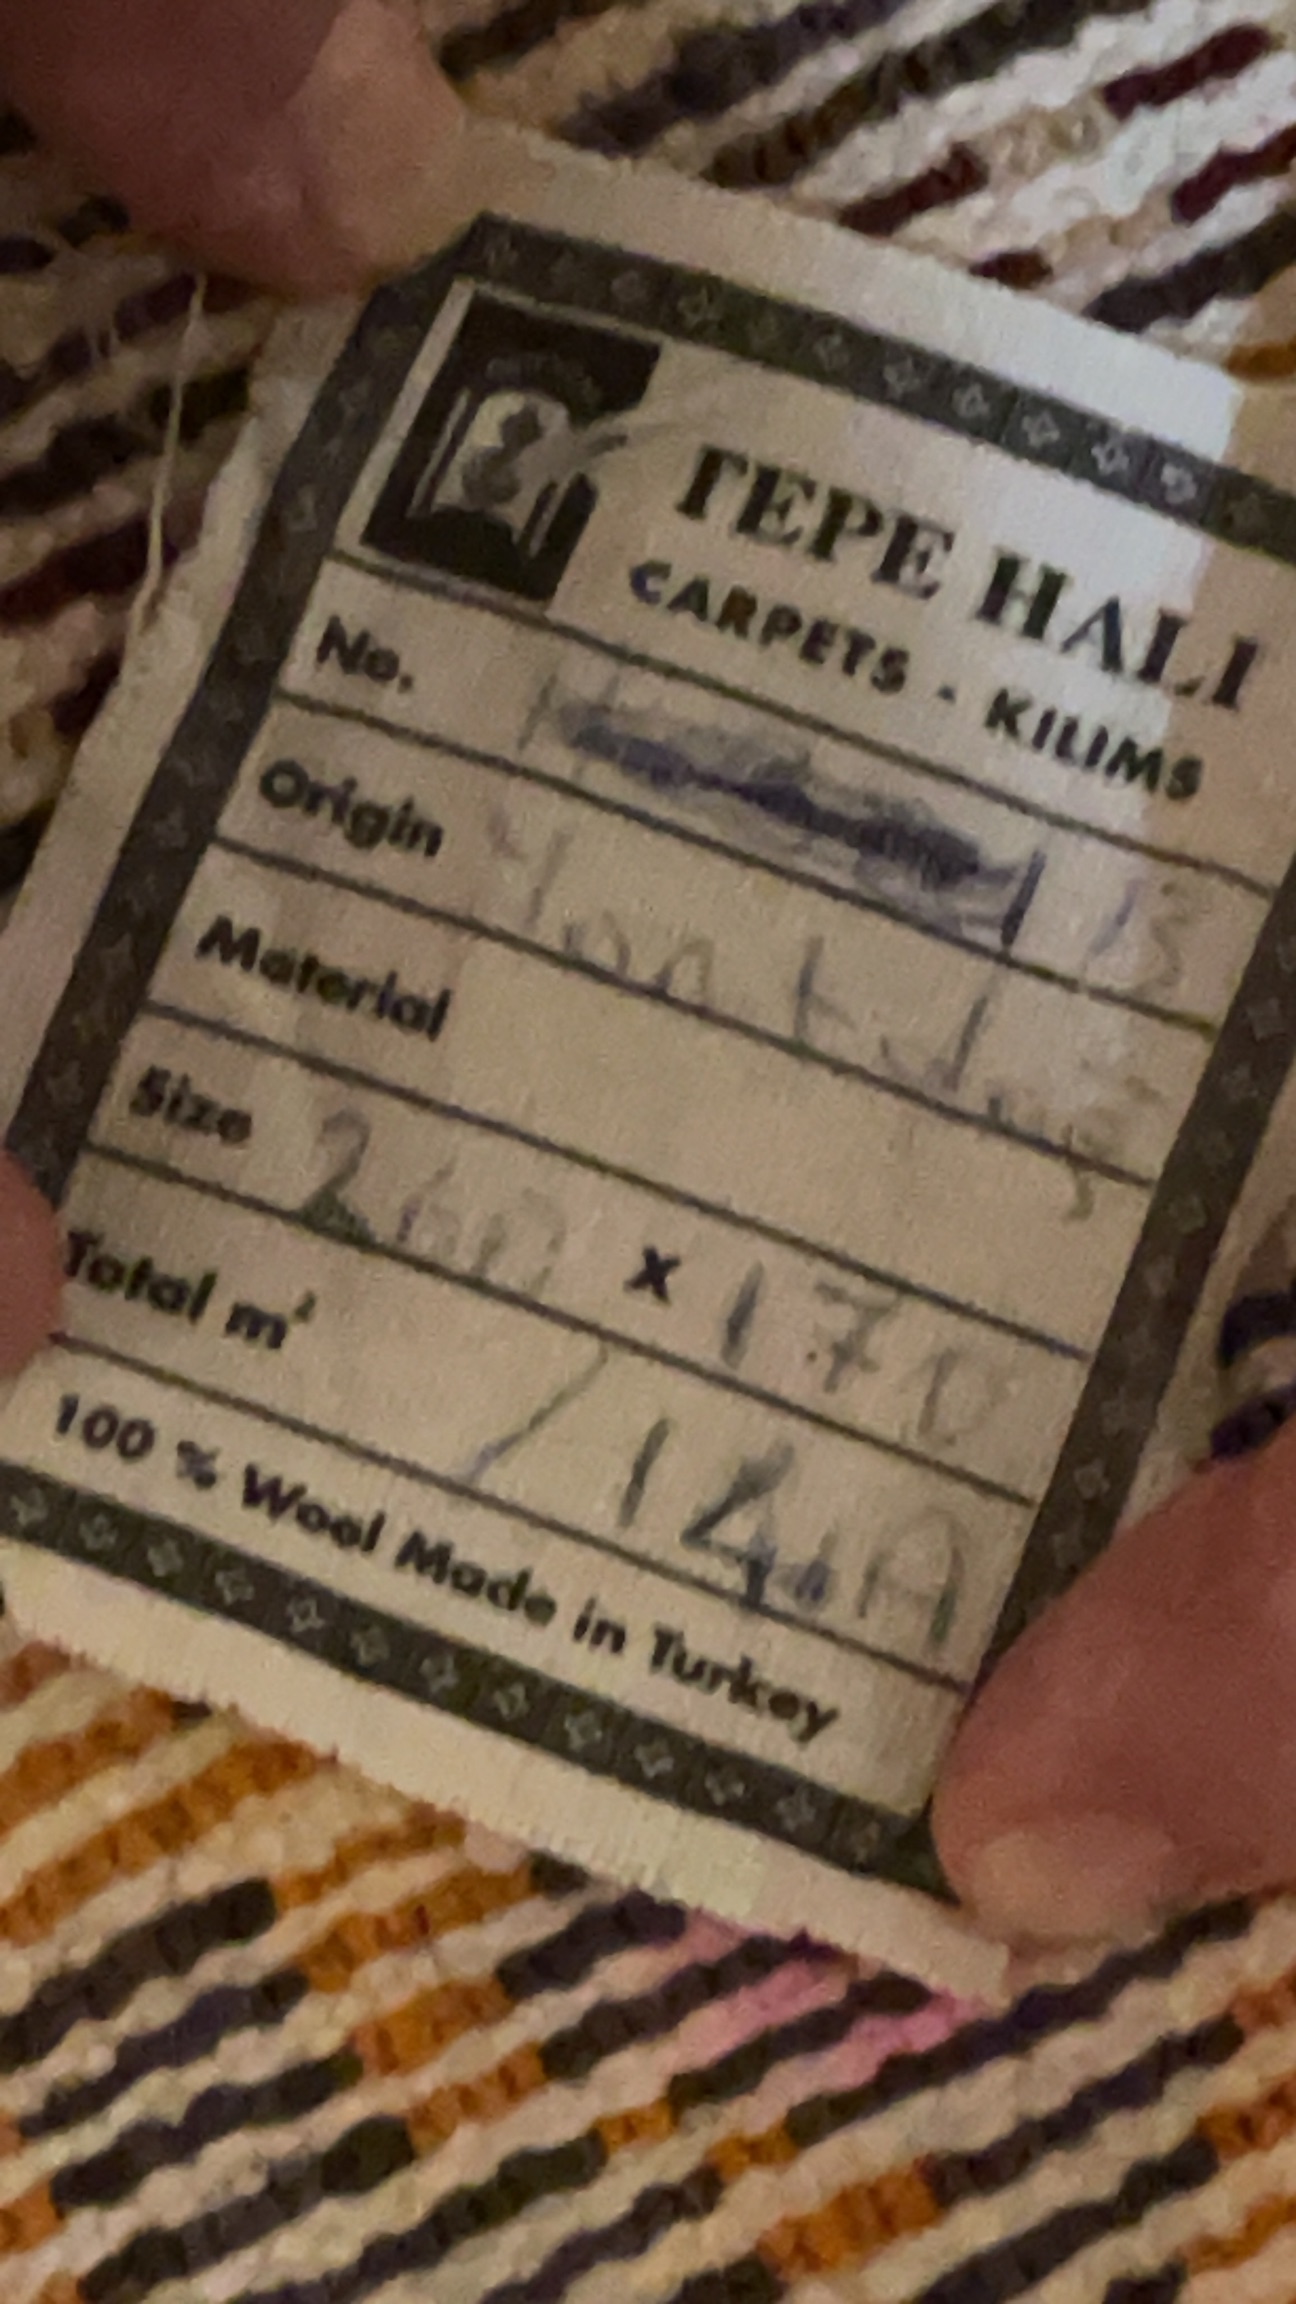 TEPE HALI
CARPETS - KILIMS
No.
Origin
Material
Size 260 x 170
Total m²
100 % Wool Made in Turkey